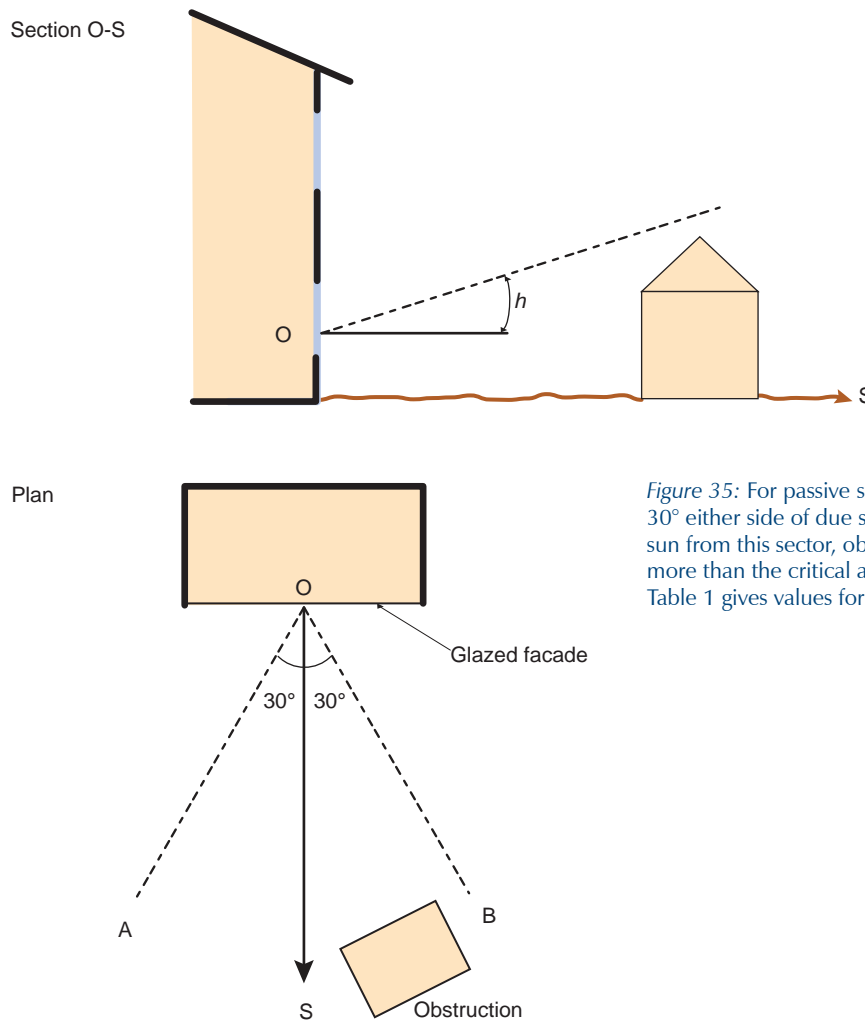 Section O-S
h
O
S
Plan
Figure 35: For passive s
30° either side of due s
sun from this sector, ob
more than the critical a
Table 1 gives values for
O
Glazed facade
30° 30°
A
B
S
Obstruction